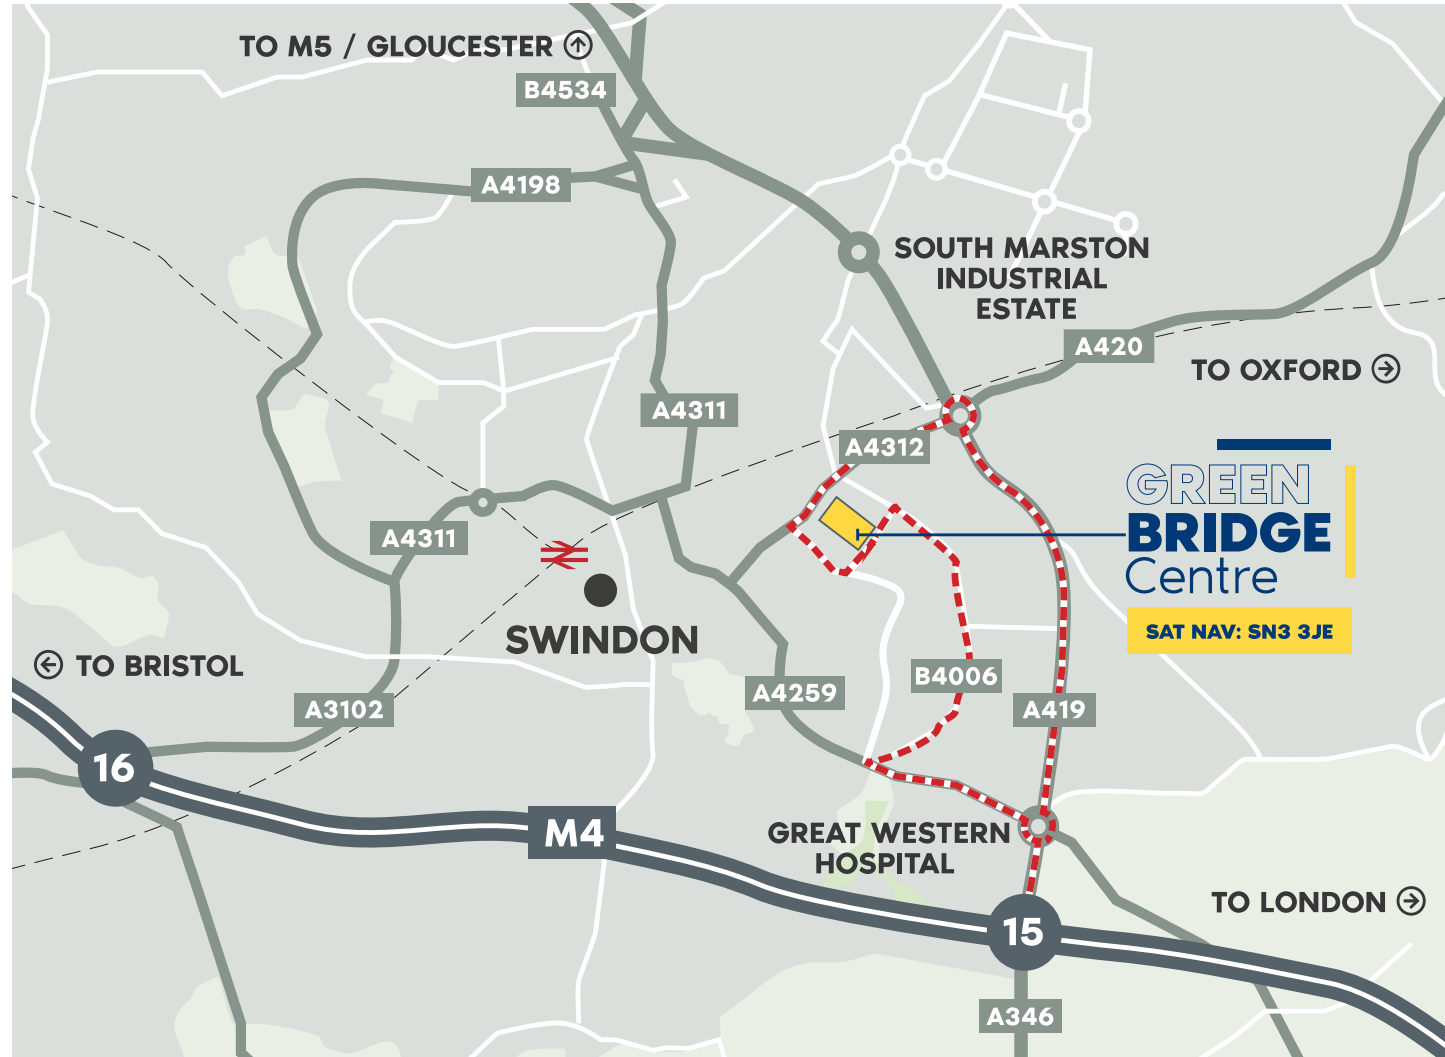 TO M5 / GLOUCESTER
B4534
A4198
SOUTH MARSTON
INDUSTRIAL
ESTATE
A420
TO OXFORD
A4311
A4312
GREEN
BRIDGE
Centre
SAT NAV: SN3 3JE
A4311
SWINDON
TO BRISTOL
A3102
A4259
B4006
A419
16
M4
GREAT WESTERN
HOSPITAL
TO LONDON
15
A346